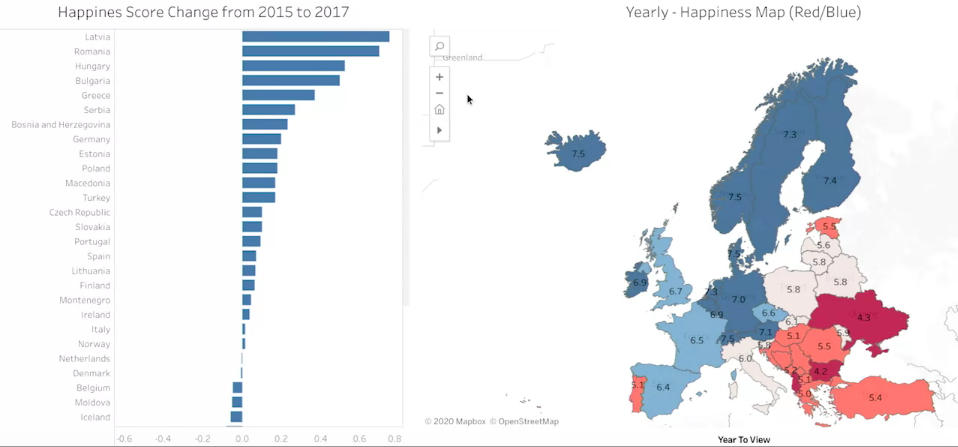 Happines Score Change from 2015 to 2017
Latvia
Romania
Hungary
Bulgaria
Greece
Serbia
Bosnia and Herzegovina
Germany
Estonia
Poland
Macedonia
Turkey
Czech Republic
Slovakia
Portugal
Spain
Lithuania
Finland
Montenegro
Ireland
Italy
Norway
Netherlands
Denmark
Belgium
Moldova
Iceland
-0.6 -0.4 -0.2 0.0 0.2 0.4 0.6 0.8
Yearly - Happiness Map (Red/Blue)
Greenland
+
−
7.5
7.3
7.4
7.5
5.5
5.6
7.5
5.8
6.9
6.7
7.3
7.0
5.8
5.8
6.9
6.6
4.3
6.1
7.1
5.9
6.5
7.5
5.1
5.5
6.0
5.2
4.2
5.1
6.4
5.1
5.0
5.4
© 2020 Mapbox © OpenStreetMap
Year To View